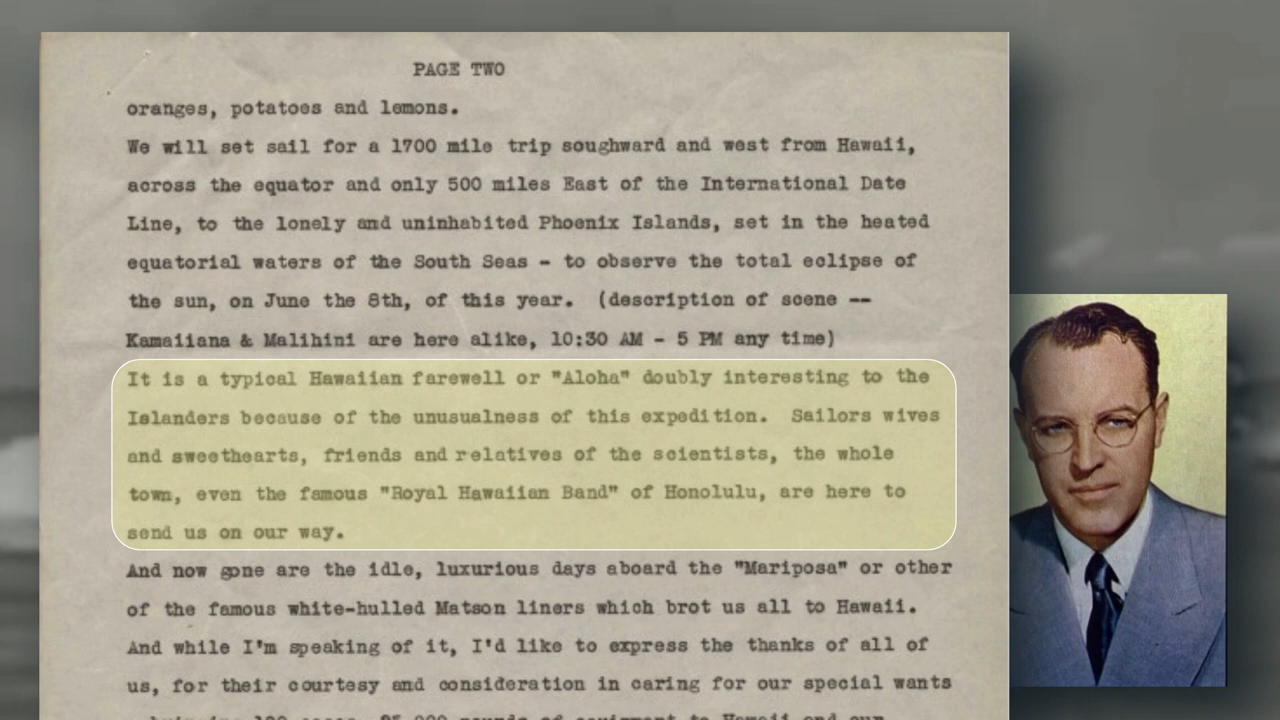 PAGE TWO
oranges, potatoes and lemons.
We will set sail for a 1700 mile trip soughward and west from Hawaii,
across the equator and only 500 miles East of the International Date
Line, to the lonely and uninhabited Phoenix Islands, set in the heated
equatorial waters of the South Seas - to observe the total eclipse of
the sun, on June the 8th, of this year. (description of scene --
Kamaiiana & Malihini are here alike, 10:30 AM - 5 PM any time)
It is a typical Hawaiian farewell or "Aloha" doubly interesting to the
Islanders because of the unusualness of this expedition. Sailors wives
and sweethearts, friends and relatives of the scientists, the whole
town, even the famous "Royal Hawaiian Band" of Honolulu, are here to
send us on our way.
And now gone are the idle, luxurious days aboard the "Mariposa" or other
of the famous white-hulled Matson liners which brot us all to Hawaii.
And while I'm speaking of it, I'd like to express the thanks of all of
us, for their courtesy and consideration in caring for our special wants